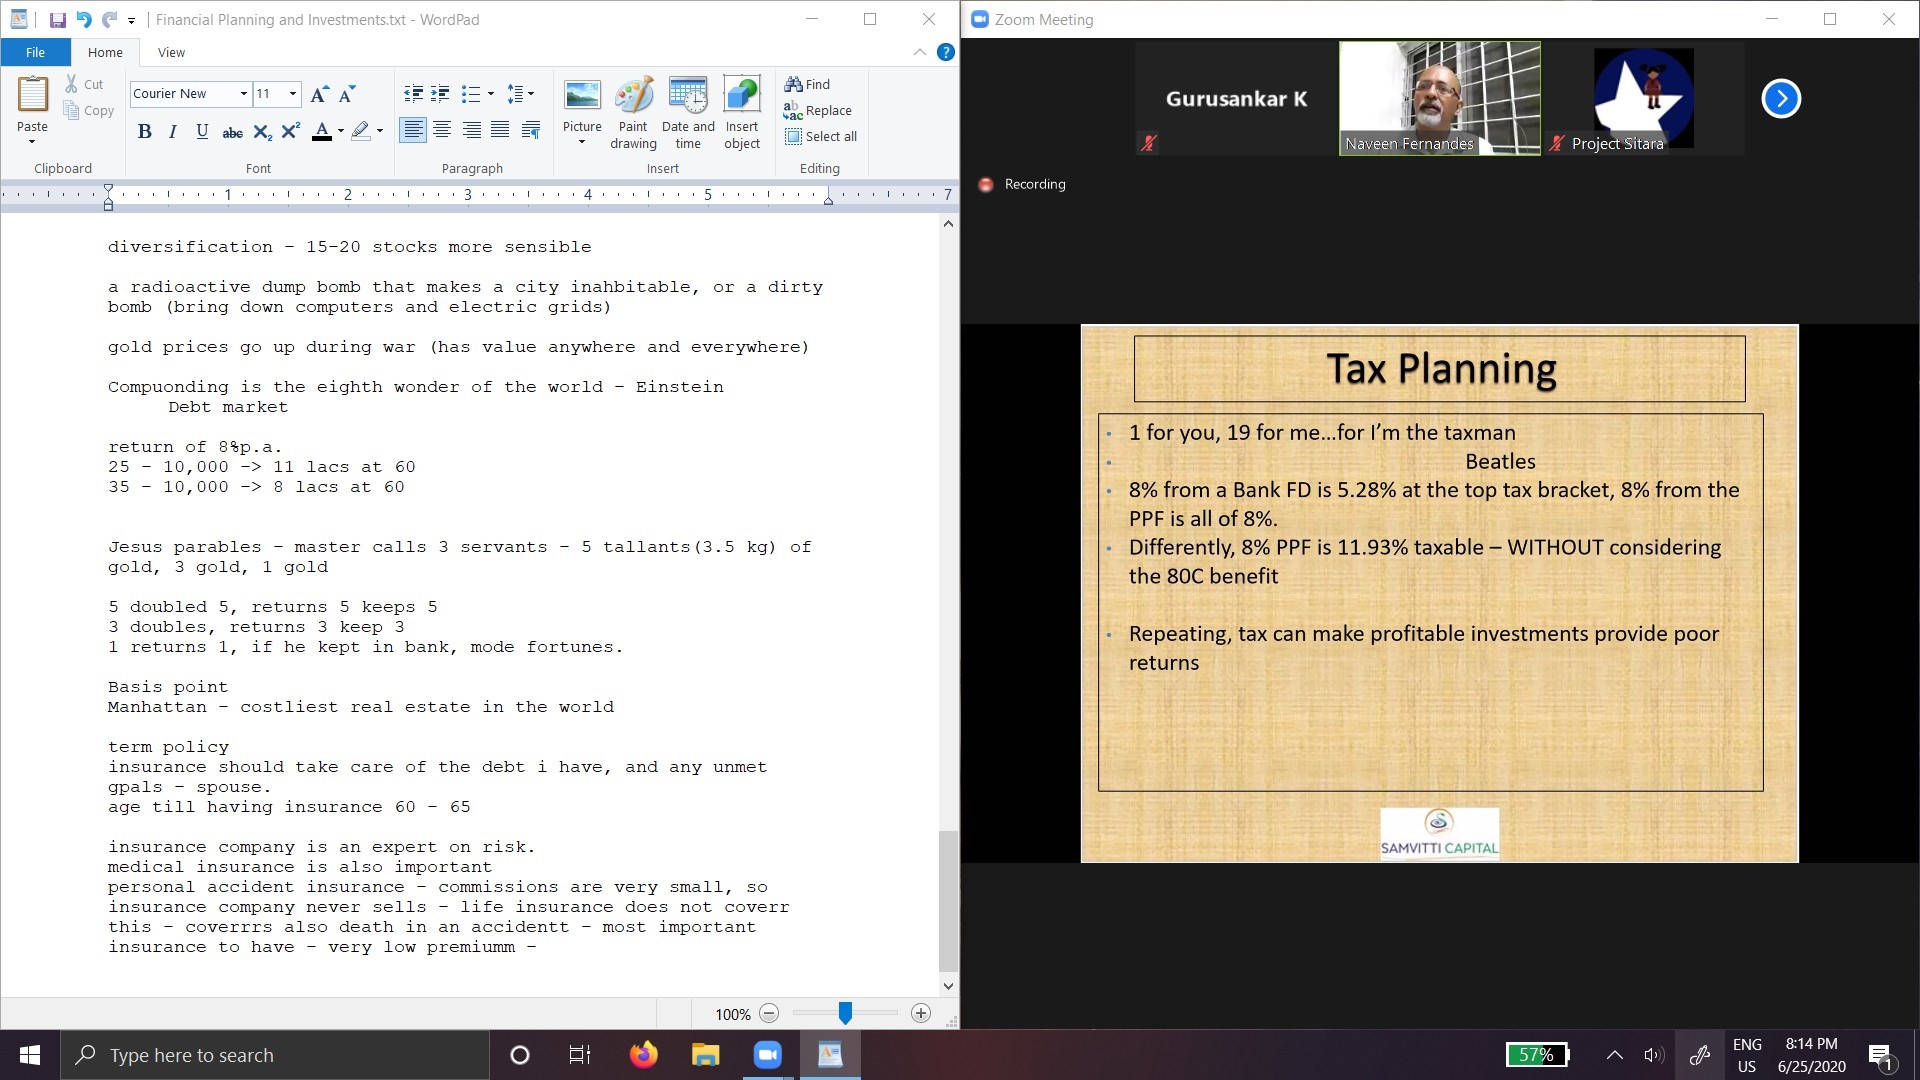 Financial Planning and Investments.txt - WordPad
File
Home
View
Paste
Cut
Copy
Clipboard
Courier New
11
B I U abc X₂ X² A
Font
Paragraph
Picture
Paint drawing
Date and time
Insert object
Insert
Find
Replace
Select all
Editing
1 2 3 4 5 7
diversification - 15-20 stocks more sensible
a radioactive dump bomb that makes a city inahbitable, or a dirty
bomb (bring down computers and electric grids)
gold prices go up during war (has value anywhere and everywhere)
Compuonding is the eighth wonder of the world - Einstein
Debt market
return of 8%p.a.
25 - 10,000 -> 11 lacs at 60
35 - 10,000 -> 8 lacs at 60
Jesus parables - master calls 3 servants - 5 tallants(3.5 kg) of
gold, 3 gold, 1 gold
5 doubled 5, returns 5 keeps 5
3 doubles, returns 3 keep 3
1 returns 1, if he kept in bank, mode fortunes.
Basis point
Manhattan - costliest real estate in the world
term policy
insurance should take care of the debt i have, and any unmet
gpals - spouse.
age till having insurance 60 - 65
insurance company is an expert on risk.
medical insurance is also important
personal accident insurance - commissions are very small, so
insurance company never sells - life insurance does not coverr
this - coverrrs also death in an accidentt - most important
insurance to have - very low premiumm -
100%
Zoom Meeting
Gurusankar K
Naveen Fernandes
Project Sitara
Recording
Tax Planning
1 for you, 19 for me...for I'm the taxman
Beatles
8% from a Bank FD is 5.28% at the top tax bracket, 8% from the
PPF is all of 8%.
Differently, 8% PPF is 11.93% taxable – WITHOUT considering
the 80C benefit
Repeating, tax can make profitable investments provide poor
returns
SAMVITTI CAPITAL
Type here to search
57%
ENG
US
8:14 PM
6/25/2020
1